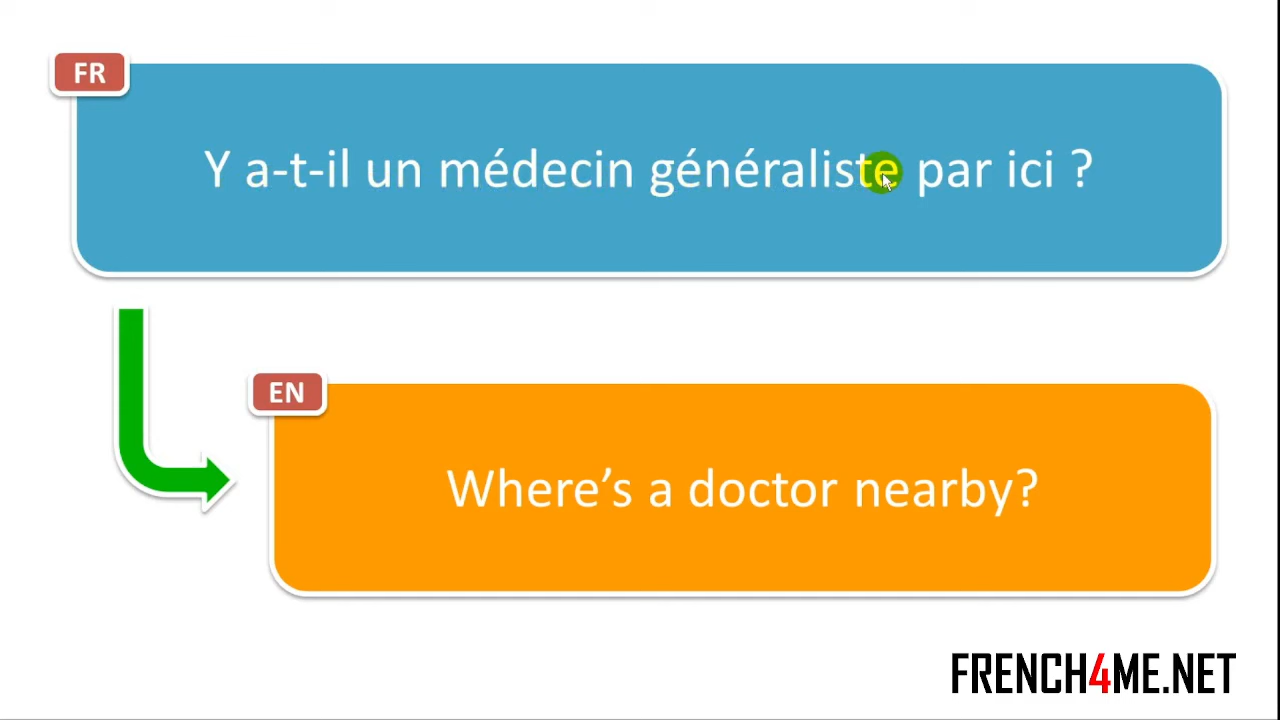 FR
Y a-t-il un médecin généraliste par ici ?
EN
Where’s a doctor nearby?
FRENCH4ME.NET